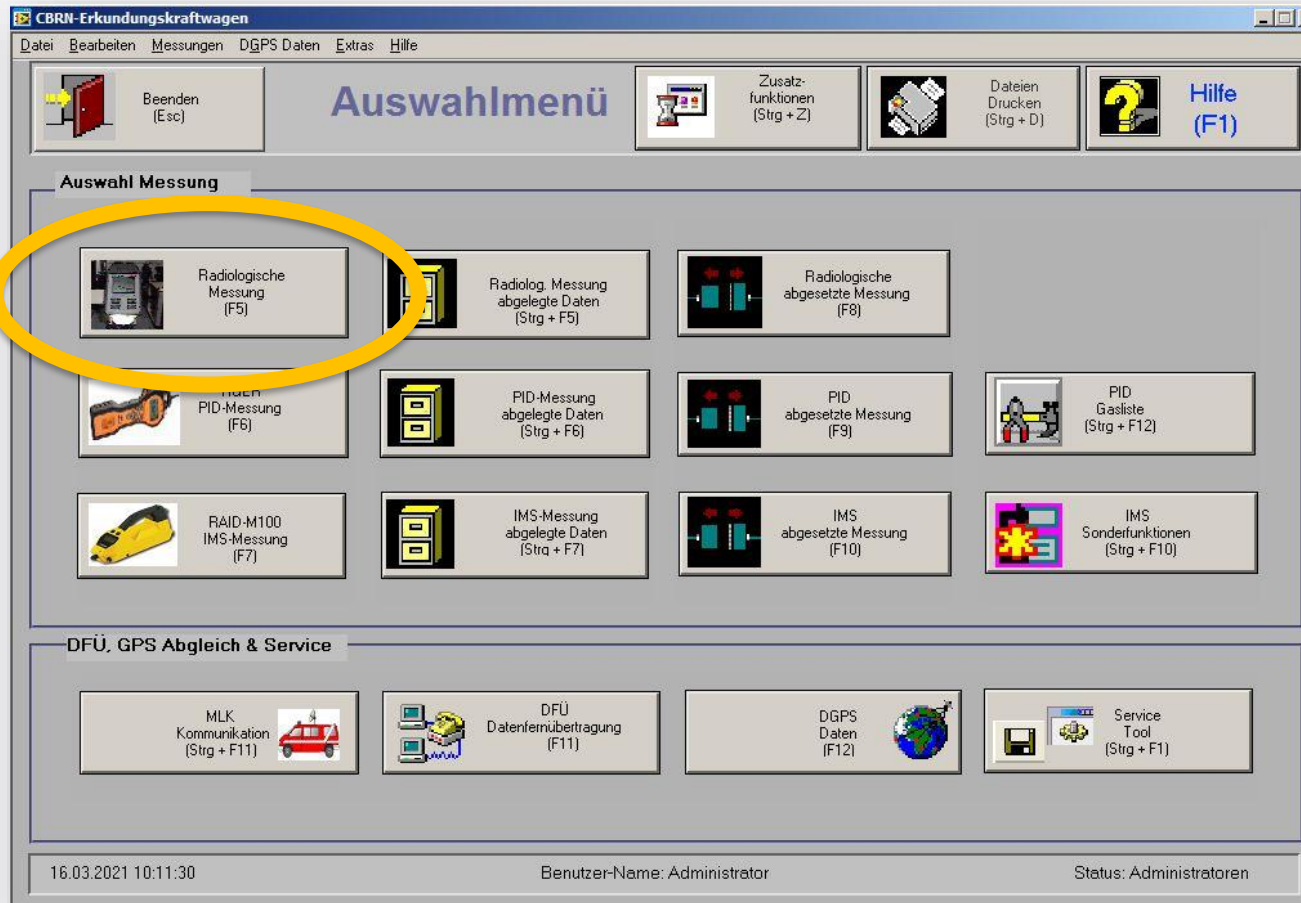 CBRN-Erkundungskraftwagen
Datei Bearbeiten Messungen DGPS Daten Extras Hilfe
Beenden
(Esc)
Auswahlmenü
Zusatz-
funktionen
(Strg + Z)
Dateien
Drucken
(Strg + D)
Hilfe
(F1)
Auswahl Messung
Radiologische
Messung
(F5)
Radiolog. Messung
abgelegte Daten
(Strg + F5)
Radiologische
abgesetzte Messung
(F8)
PID-Messung
(F6)
PID-Messung
abgelegte Daten
(Strg + F6)
PID
abgesetzte Messung
(F9)
PID
Gasliste
(Strg + F12)
RAID-M100
IMS-Messung
(F7)
IMS-Messung
abgelegte Daten
(Strg + F7)
IMS
abgesetzte Messung
(F10)
IMS
Sonderfunktionen
(Strg + F10)
DFÜ, GPS Abgleich & Service
MLK
Kommunikation
(Strg + F11)
DFÜ
Datenfernübertragung
(F11)
DGPS
Daten
(F12)
Service
Tool
(Strg + F1)
16.03.2021 10:11:30 Benutzer-Name: Administrator Status: Administratoren